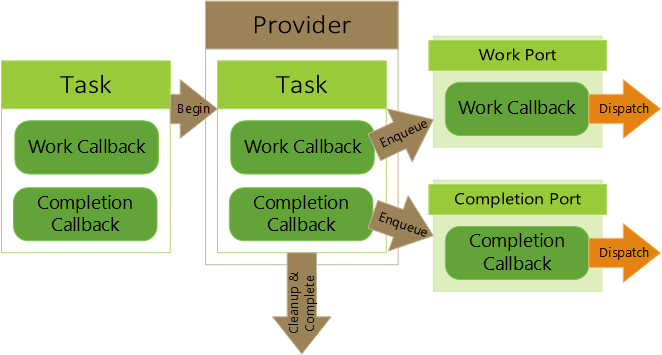 Task
Work Callback
Completion
Callback
Begin
Provider
Task
Work Callback
Completion
Callback
Enqueue
Enqueue
Cleanup &
Complete
Work Port
Work Callback
Dispatch
Completion Port
Completion
Callback
Dispatch